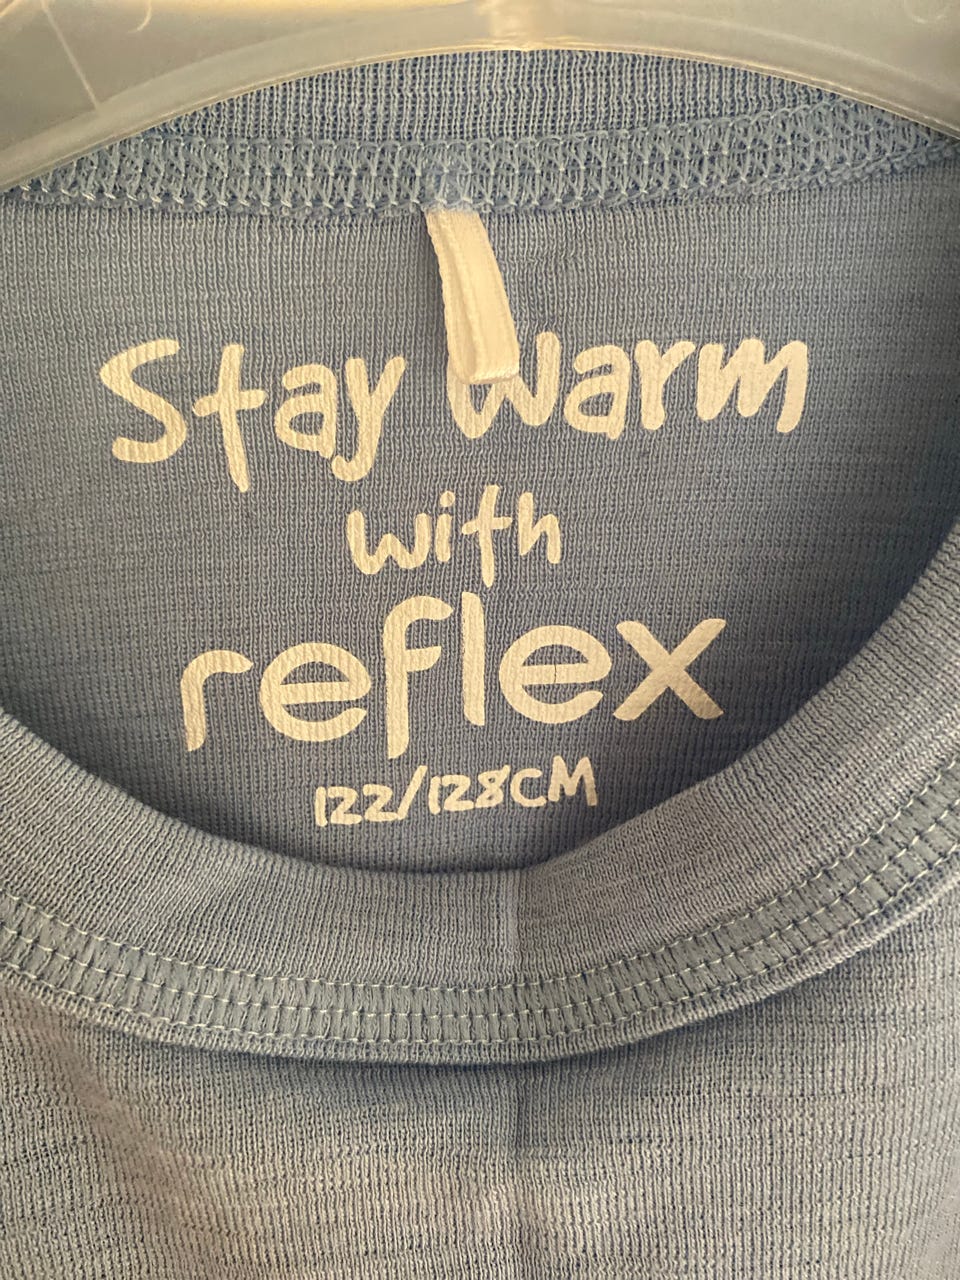 Stay Warm
with
reflex
122/128CM